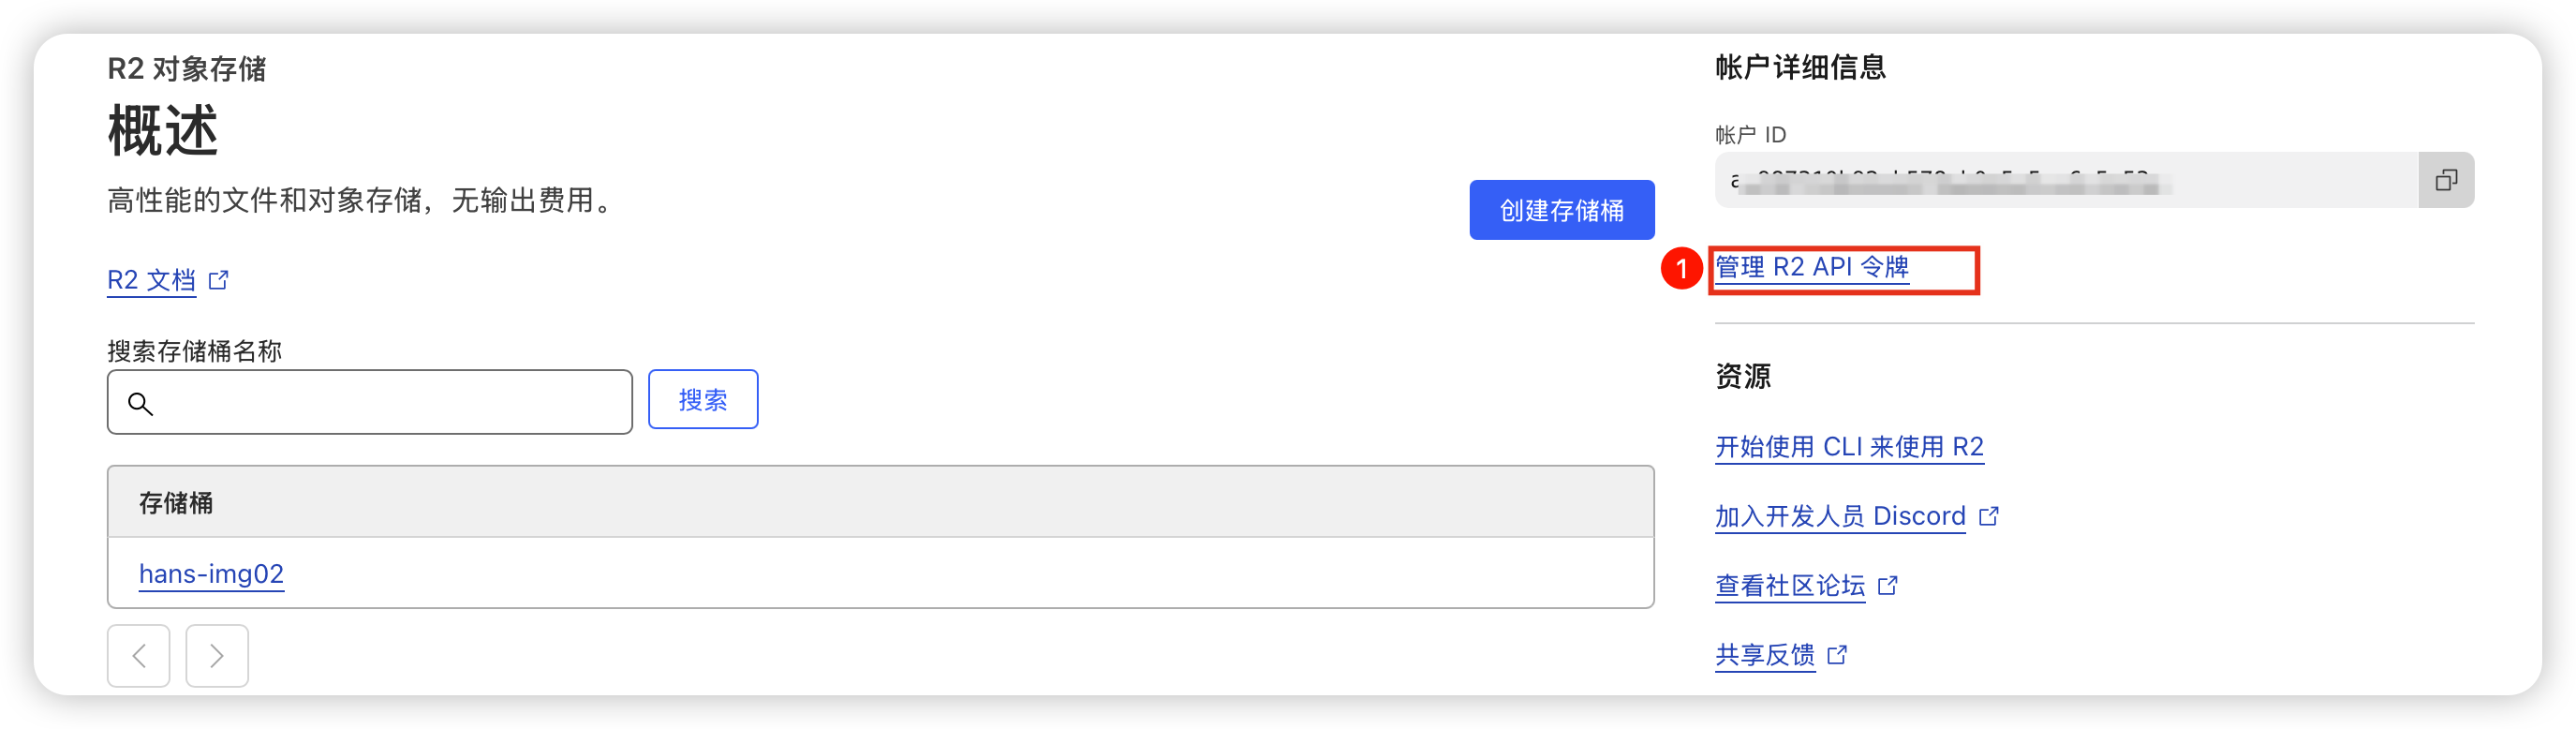 R2 对象存储
概述
高性能的文件和对象存储，无输出费用。
创建存储桶
R2 文档
搜索存储桶名称
搜索
存储桶
hans-img02
帐户详细信息
帐户 ID
1
管理 R2 API 令牌
资源
开始使用 CLI 来使用 R2
加入开发人员 Discord
查看社区论坛
共享反馈